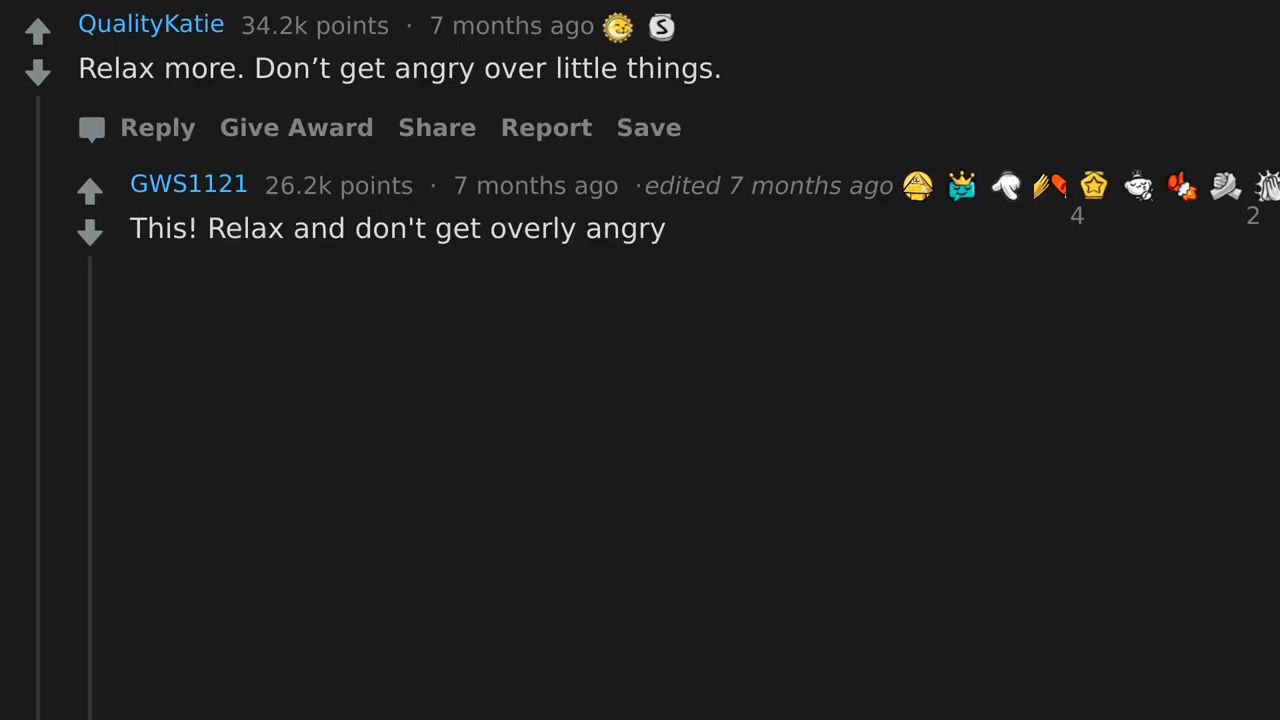 QualityKatie 34.2k points · 7 months ago
Relax more. Don’t get angry over little things.
Reply Give Award Share Report Save
GWS1121 26.2k points · 7 months ago ·edited 7 months ago
4 2
This! Relax and don't get overly angry